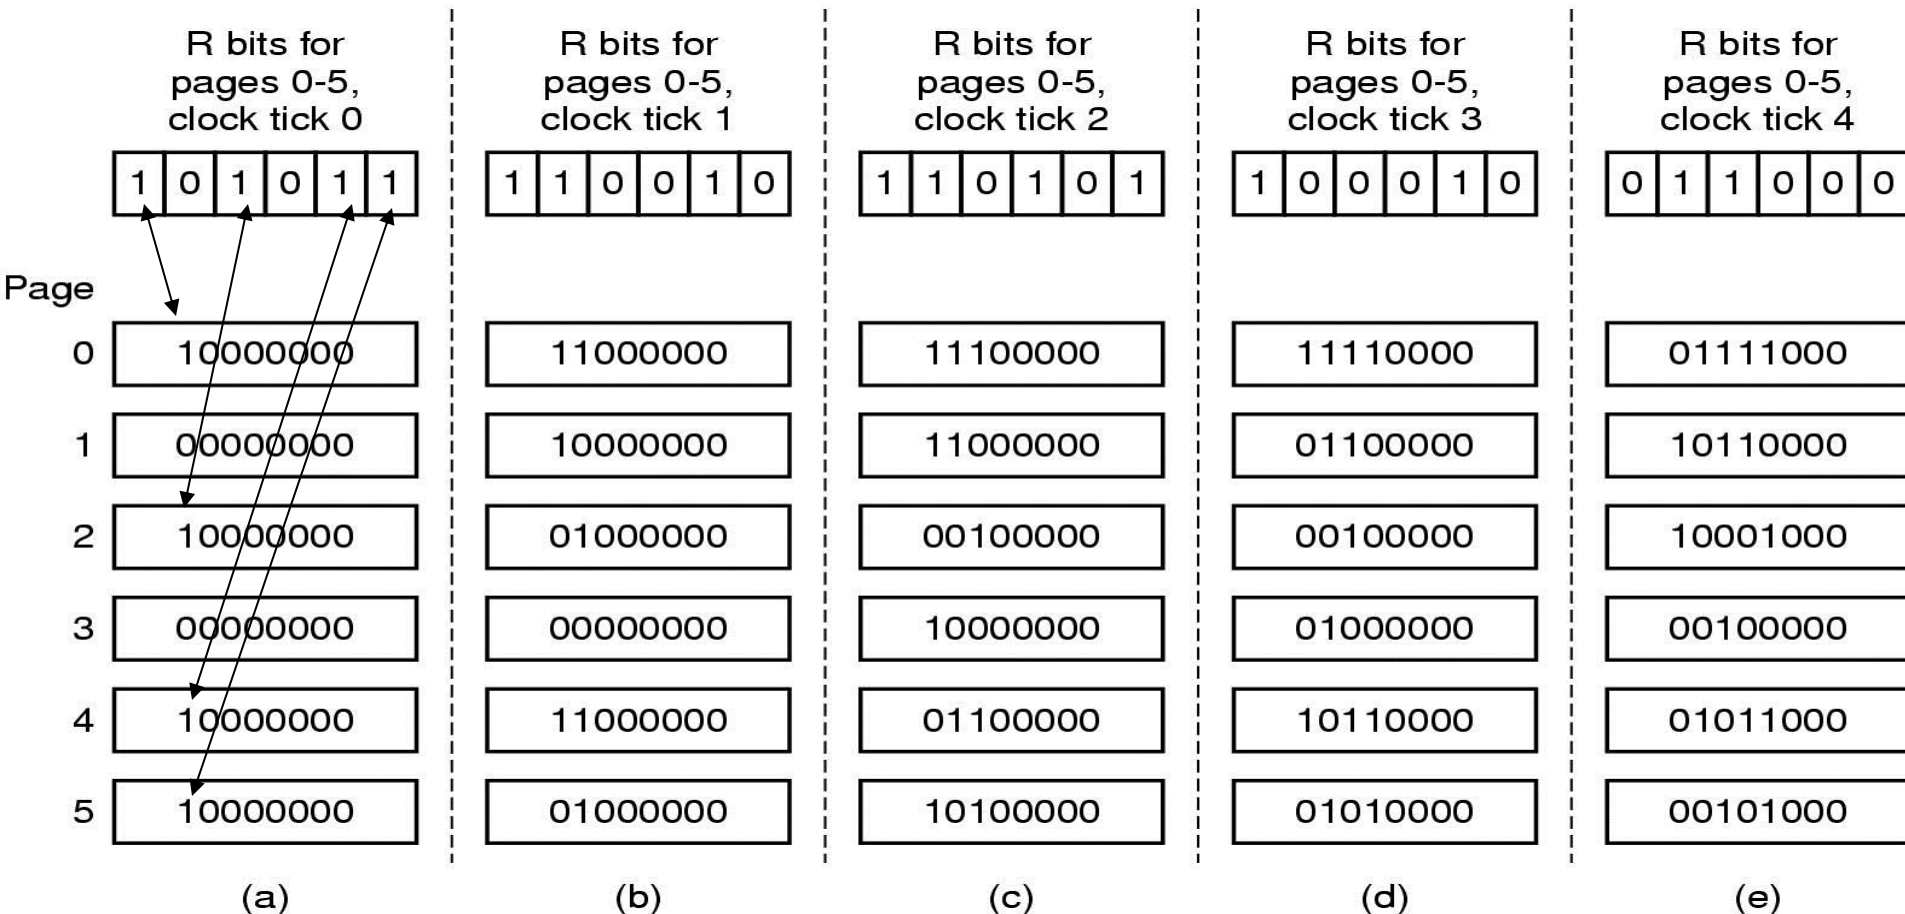 R bits for pages 0-5, clock tick 0
R bits for pages 0-5, clock tick 1
R bits for pages 0-5, clock tick 2
R bits for pages 0-5, clock tick 3
R bits for pages 0-5, clock tick 4
1 0 1 0 1 1
1 1 0 0 1 0
1 1 0 1 0 1
1 0 0 0 1 0
0 1 1 0 0 0
Page
0 10000000 11000000 11100000 11110000 01111000
1 00000000 10000000 11000000 01100000 10110000
2 10000000 01000000 00100000 00100000 10001000
3 00000000 00000000 10000000 01000000 00100000
4 10000000 11000000 01100000 10110000 01011000
5 10000000 01000000 10100000 01010000 00101000
(a) (b) (c) (d) (e)